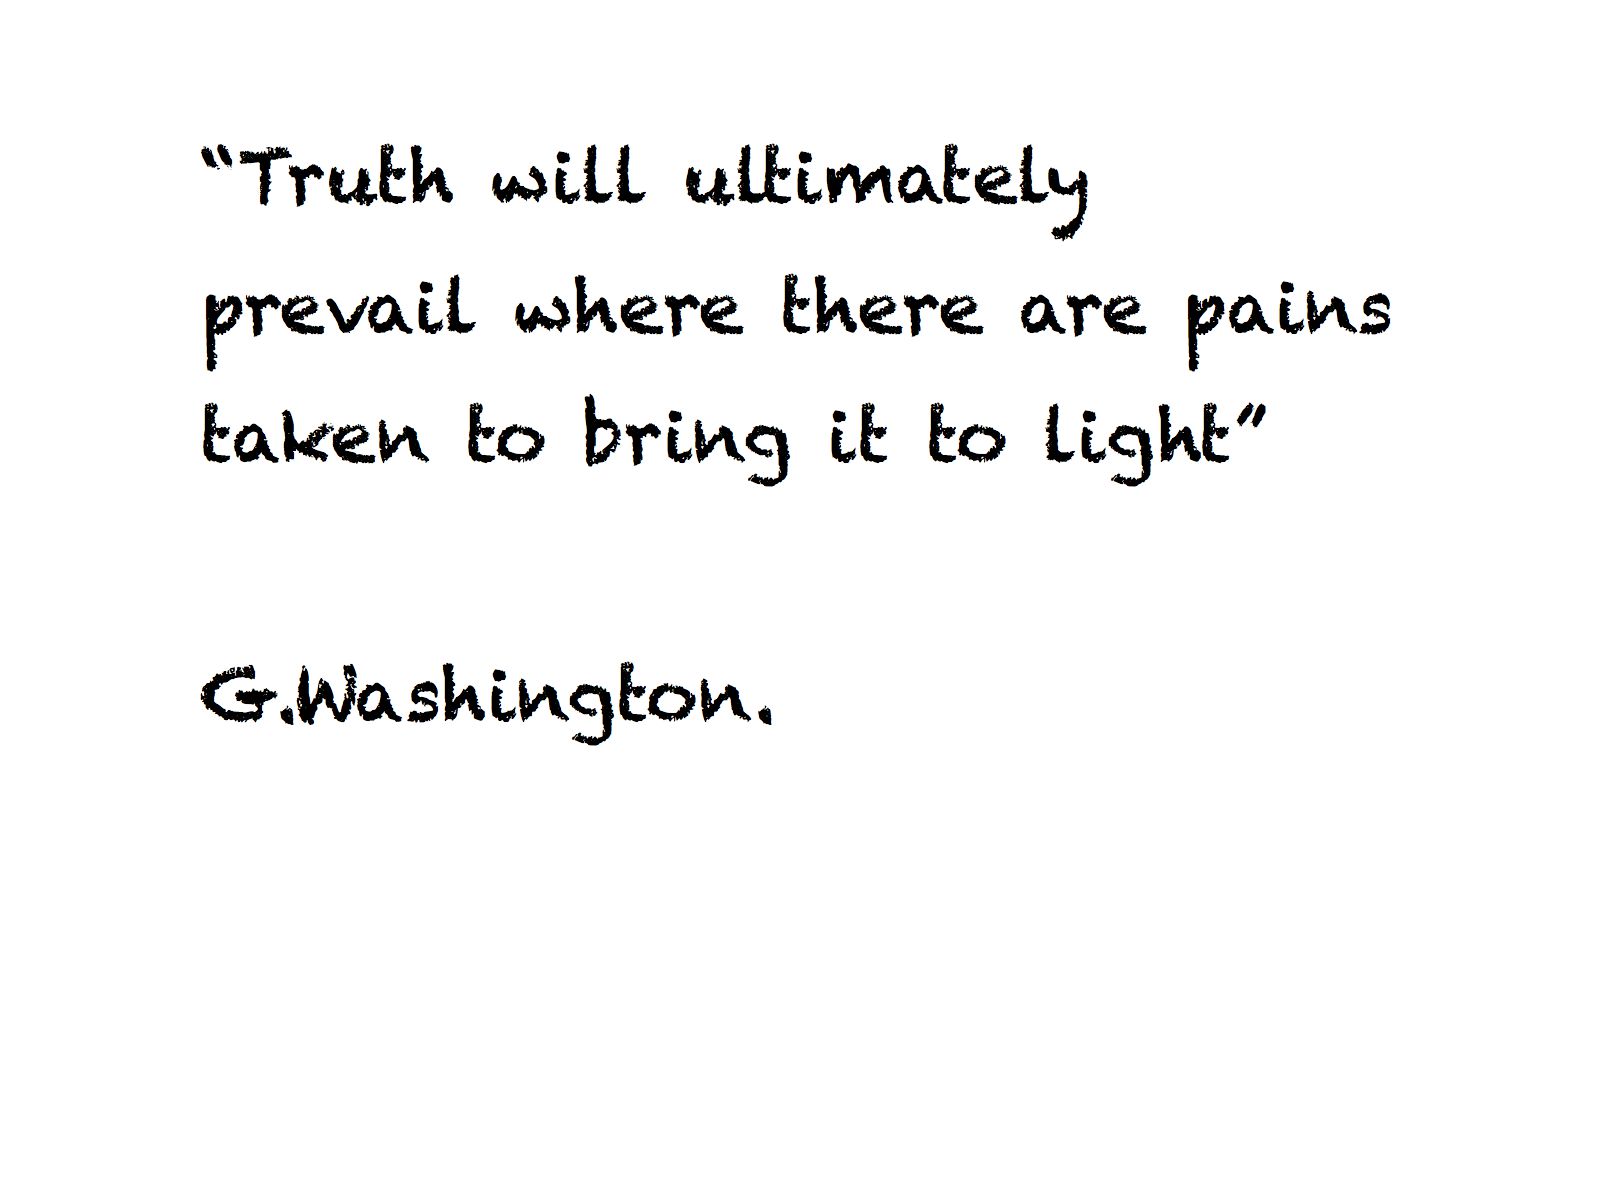 “Truth will ultimately
prevail where there are pains
taken to bring it to light”
G.Washington.